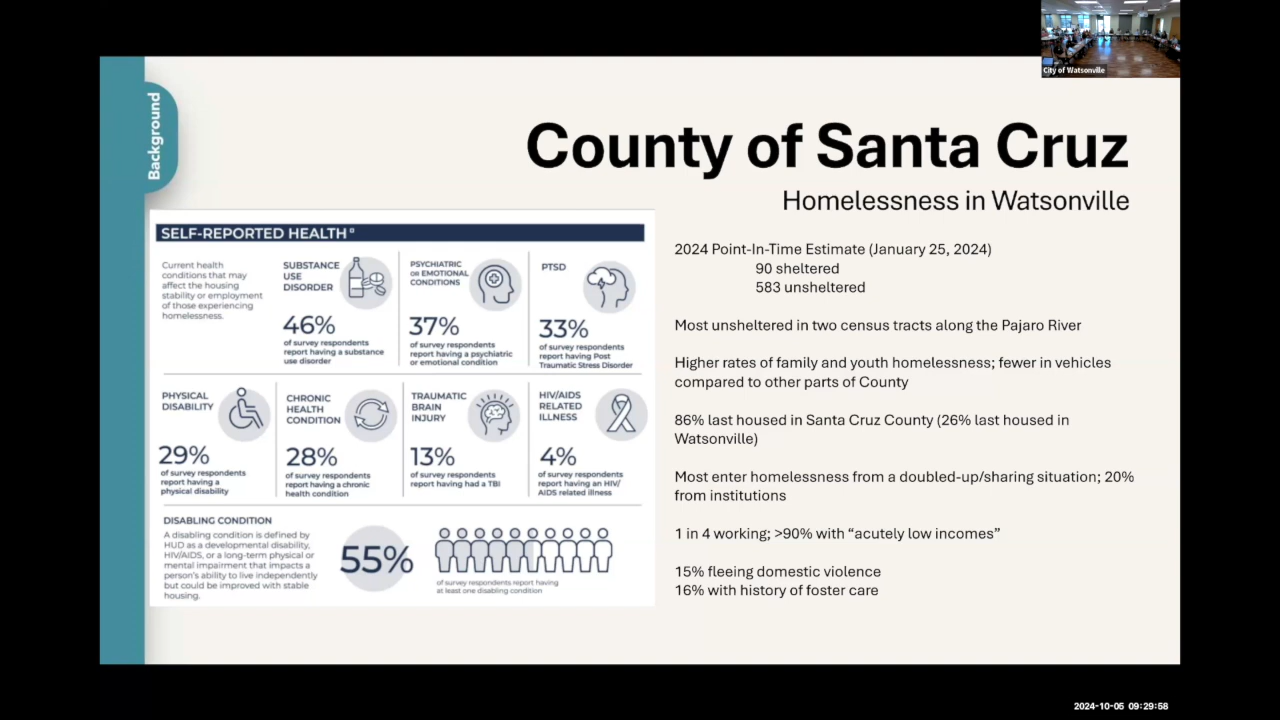 City of Watsonville
Background
County of Santa Cruz
Homelessness in Watsonville
SELF-REPORTED HEALTH ¤
Current health
conditions that may
affect the housing
stability or employment
of those experiencing
homelessness.
SUBSTANCE
USE
DISORDER
46%
of survey respondents
report having a substance
use disorder
PSYCHIATRIC
OR EMOTIONAL
CONDITIONS
37%
of survey respondents
report having a psychiatric
or emotional condition
PTSD
33%
of survey respondents
report having Post
Traumatic Stress Disorder
PHYSICAL
DISABILITY
29%
of survey respondents
report having a
physical disability
CHRONIC
HEALTH
CONDITION
28%
of survey respondents
report having a chronic
health condition
TRAUMATIC
BRAIN
INJURY
13%
of survey respondents
report having had a TBI
HIV/AIDS
RELATED
ILLNESS
4%
of survey respondents
report having an HIV/
AIDS related illness
DISABLING CONDITION
A disabling condition is defined by
HUD as a developmental disability,
HIV/AIDS, or a long-term physical or
mental impairment that impacts a
person's ability to live independently
but could be improved with stable
housing.
55%
of survey respondents report having
at least one disabling condition
2024 Point-In-Time Estimate (January 25, 2024)
90 sheltered
583 unsheltered
Most unsheltered in two census tracts along the Pajaro River
Higher rates of family and youth homelessness; fewer in vehicles
compared to other parts of County
86% last housed in Santa Cruz County (26% last housed in
Watsonville)
Most enter homelessness from a doubled-up/sharing situation; 20%
from institutions
1 in 4 working; >90% with “acutely low incomes”
15% fleeing domestic violence
16% with history of foster care
2024-10-05 09:29:58